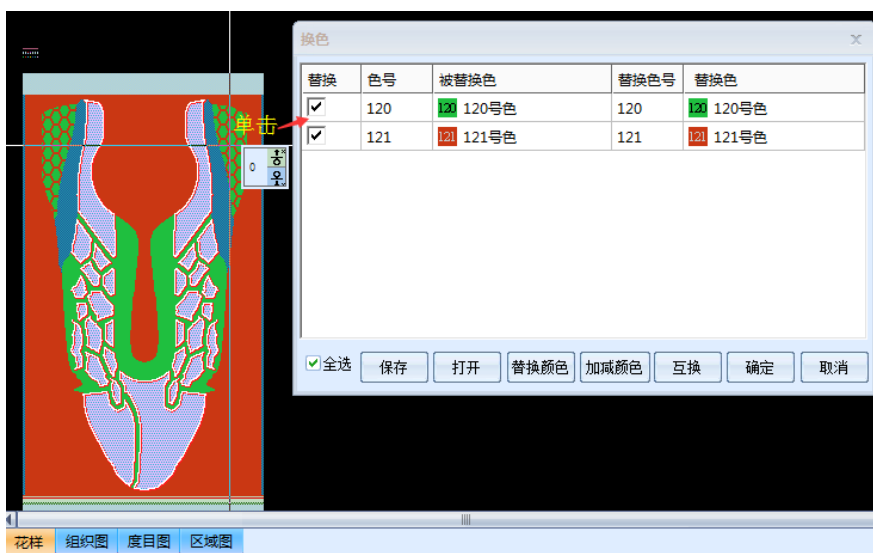 换色
替换 色号 被替换色 替换色号 替换色
120 120 120号色 120 120 120号色
121 121 121号色 121 121 121号色
单击
0
全选 保存 打开 替换颜色 加减颜色 互换 确定 取消
花样 组织图 度目图 区域图